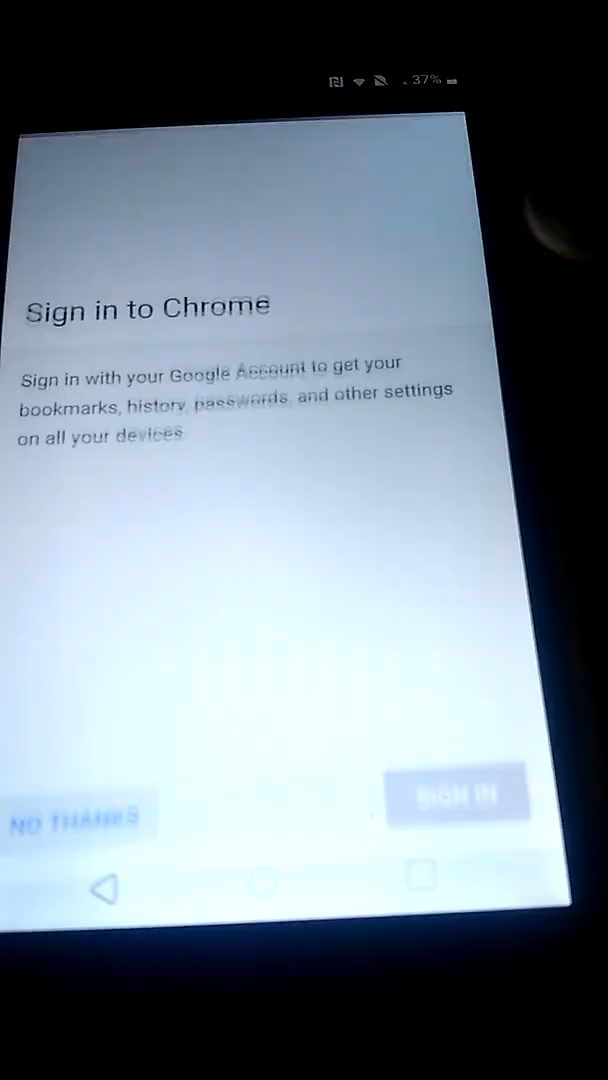 37%
Sign in to Chrome
Sign in with your Google Account to get your
bookmarks, history, passwords, and other settings
on all your devices.
NO THANKS
SIGN IN